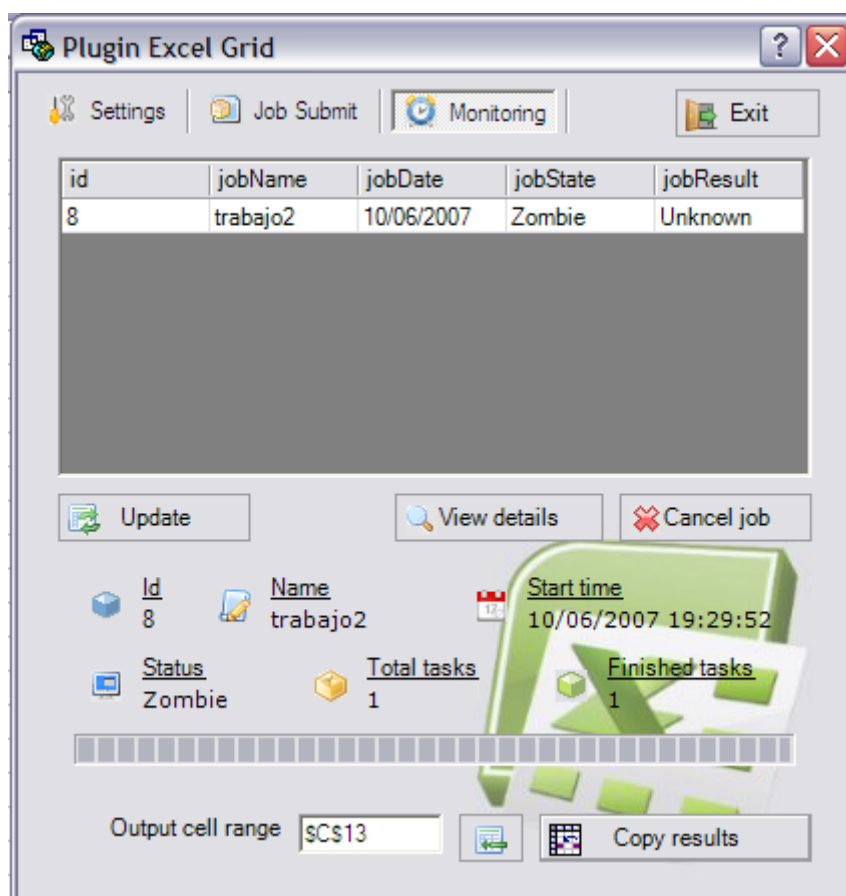 Plugin Excel Grid
Settings Job Submit Monitoring Exit
id jobName jobDate jobState jobResult
8 trabajo2 10/06/2007 Zombie Unknown
Update View details Cancel job
Id Name Start time
8 trabajo2 10/06/2007 19:29:52
Status Total tasks Finished tasks
Zombie 1 1
Output cell range $C$13 Copy results